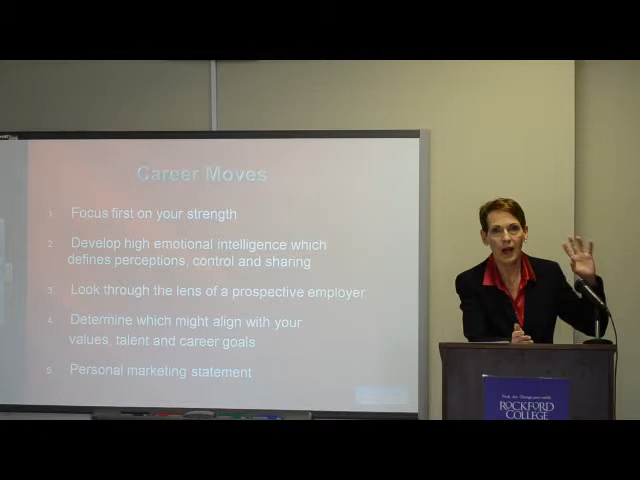 Career Moves
1. Focus first on your strength
2. Develop high emotional intelligence which
defines perceptions, control and sharing
3. Look through the lens of a prospective employer
4. Determine which might align with your
values, talent and career goals
5. Personal marketing statement
ROCKFORD
COLLEGE